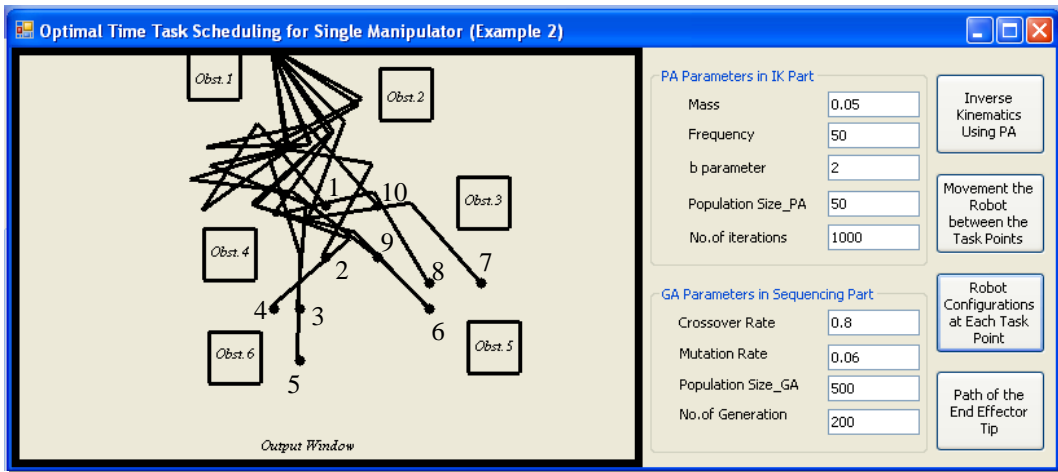 Optimal Time Task Scheduling for Single Manipulator (Example 2)
Obst.1
Obst.2
Obst.3
Obst.4
Obst.5
Obst.6
1
10
2
9
8
7
4
3
6
5
Output Window
PA Parameters in IK Part
Mass
0.05
Frequency
50
b parameter
2
Population Size_PA
50
No.of iterations
1000
GA Parameters in Sequencing Part
Crossover Rate
0.8
Mutation Rate
0.06
Population Size_GA
500
No.of Generation
200
Inverse
Kinematics
Using PA
Movement the
Robot
between the
Task Points
Robot
Configurations
at Each Task
Point
Path of the
End Effector
Tip